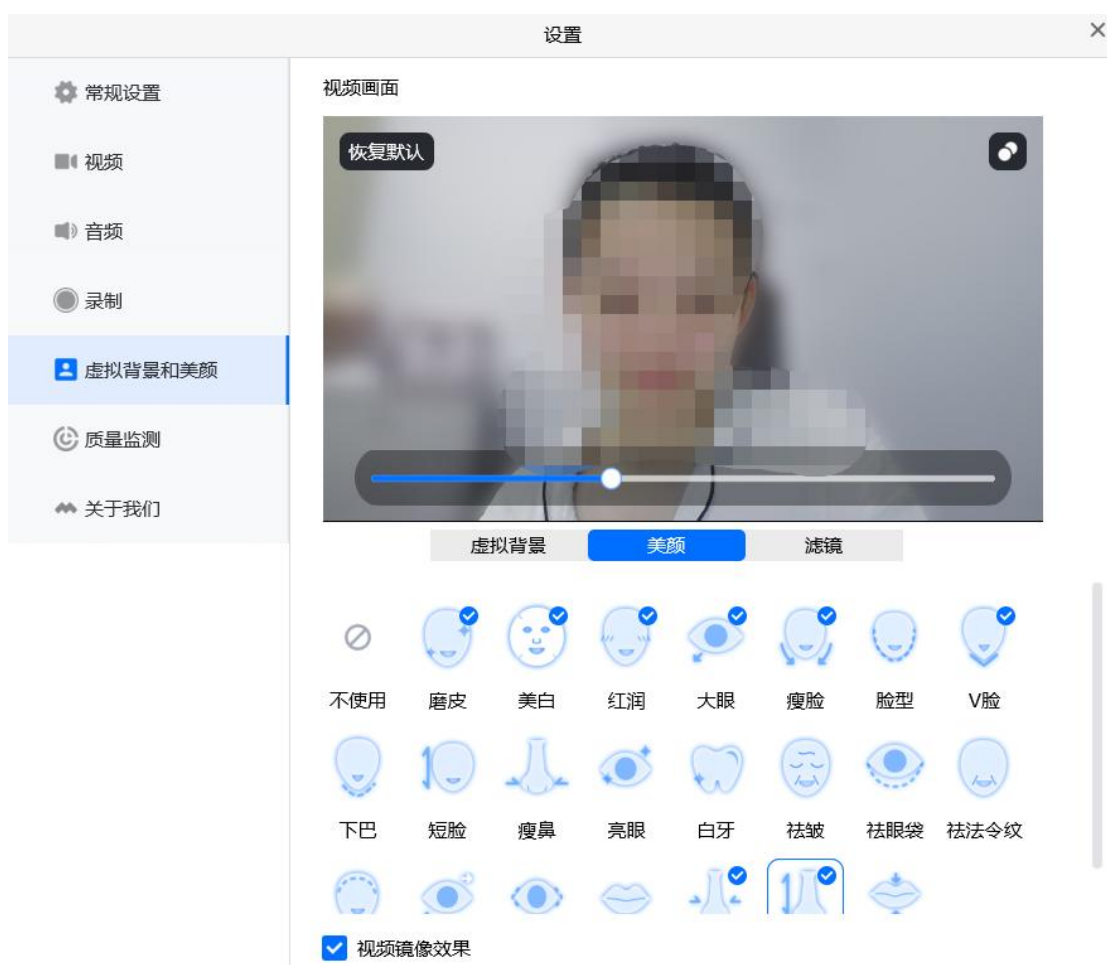 设置
常规设置
视频
音频
录制
虚拟背景和美颜
质量监测
关于我们
视频画面
恢复默认
虚拟背景 美颜 滤镜
不使用 磨皮 美白 红润 大眼 瘦脸 脸型 V脸
下巴 短脸 瘦鼻 亮眼 白牙 祛皱 祛眼袋 祛法令纹
视频镜像效果